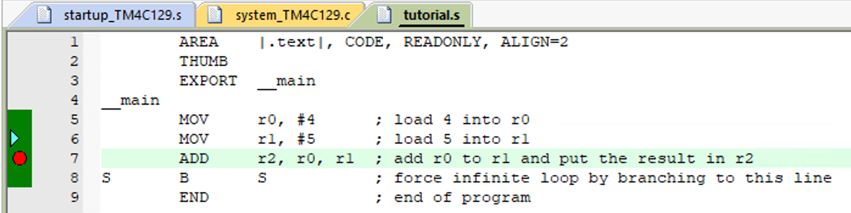 startup_TM4C129.s system_TM4C129.c tutorial.s
1 AREA |.text|, CODE, READONLY, ALIGN=2
2 THUMB
3 EXPORT __main
4 __main
5 MOV r0, #4 ; load 4 into r0
6 MOV r1, #5 ; load 5 into r1
7 ADD r2, r0, r1 ; add r0 to r1 and put the result in r2
8 S B S ; force infinite loop by branching to this line
9 END ; end of program